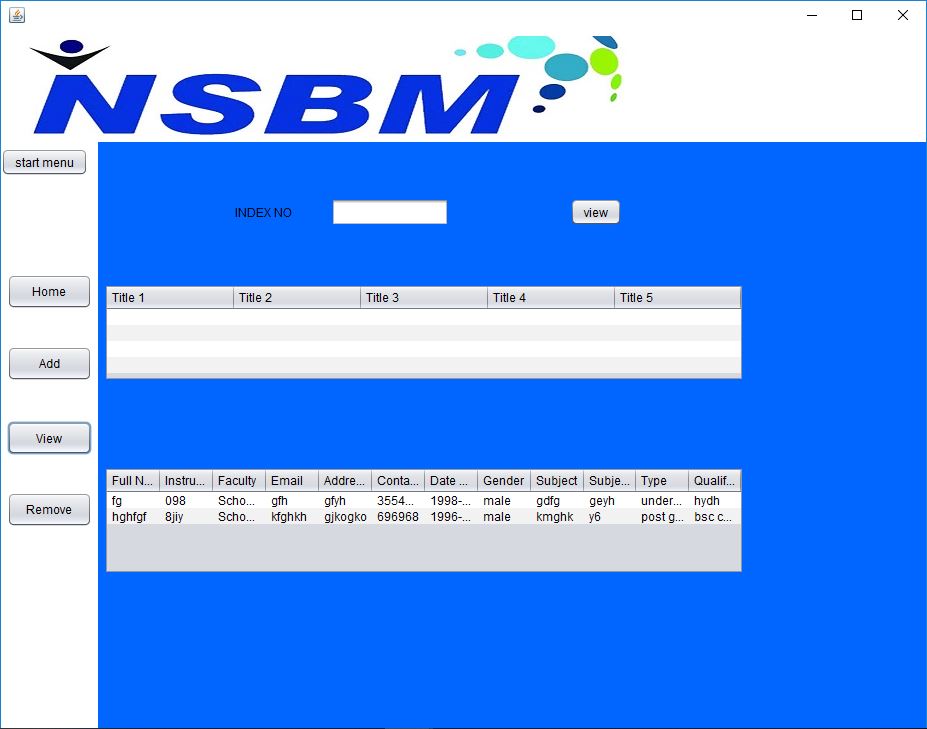 NSBM
start menu
INDEX NO view
Home
Title 1 Title 2 Title 3 Title 4 Title 5
Add
View
Full N... Instru... Faculty Email Addre... Conta... Date ... Gender Subject Subje... Type Qualif...
fg 098 Scho... gfh gfyh 3554... 1998-... male gdfg geyh under... hydh
hghfgf 8jiy Scho... kfghkh gjkogko 696968 1996-... male kmghk y6 post g... bsc c...
Remove